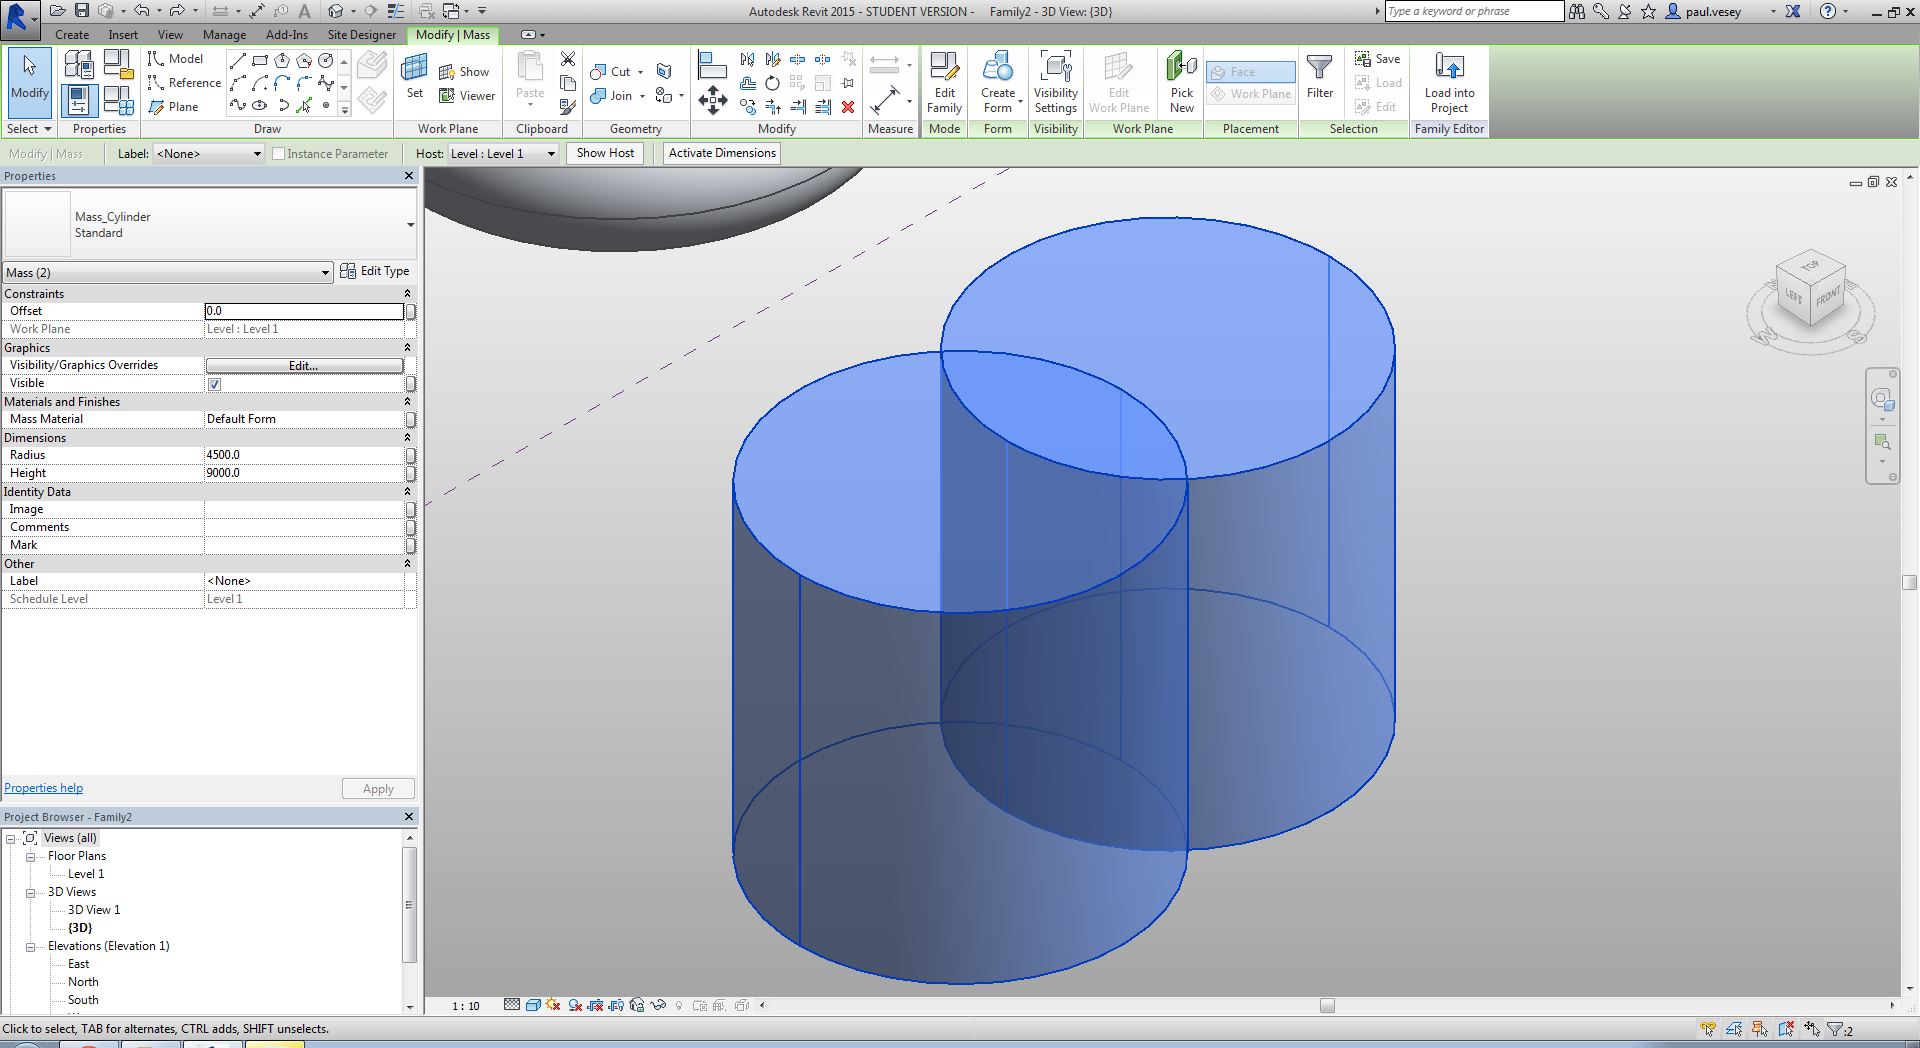 Autodesk Revit 2015 - STUDENT VERSION - Family2 - 3D View: {3D}
Type a keyword or phrase
paul.vesey
Create Insert View Manage Add-Ins Site Designer Modify | Mass
Modify
Select
Properties
Model
Reference
Plane
Draw
Set
Show
Viewer
Work Plane
Paste
Clipboard
Cut
Join
Geometry
Modify
Measure
Edit
Family
Mode
Create
Form
Form
Visibility
Settings
Visibility
Edit
Work Plane
Pick
New
Work Plane
Face
Work Plane
Placement
Filter
Save
Load
Edit
Selection
Load into
Project
Family Editor
Modify | Mass
Label: <None>
Instance Parameter
Host: Level : Level 1
Show Host
Activate Dimensions
Properties
Mass_Cylinder
Standard
Mass (2)
Edit Type
Constraints
Offset 0.0
Work Plane Level : Level 1
Graphics
Visibility/Graphics Overrides Edit...
Visible
Materials and Finishes
Mass Material Default Form
Dimensions
Radius 4500.0
Height 9000.0
Identity Data
Image
Comments
Mark
Other
Label <None>
Schedule Level Level 1
Properties help
Apply
Project Browser - Family2
Views (all)
Floor Plans
Level 1
3D Views
3D View 1
{3D}
Elevations (Elevation 1)
East
North
South
TOP
LEFT
FRONT
W
S
1 : 10
Click to select, TAB for alternates, CTRL adds, SHIFT unselects.
:2